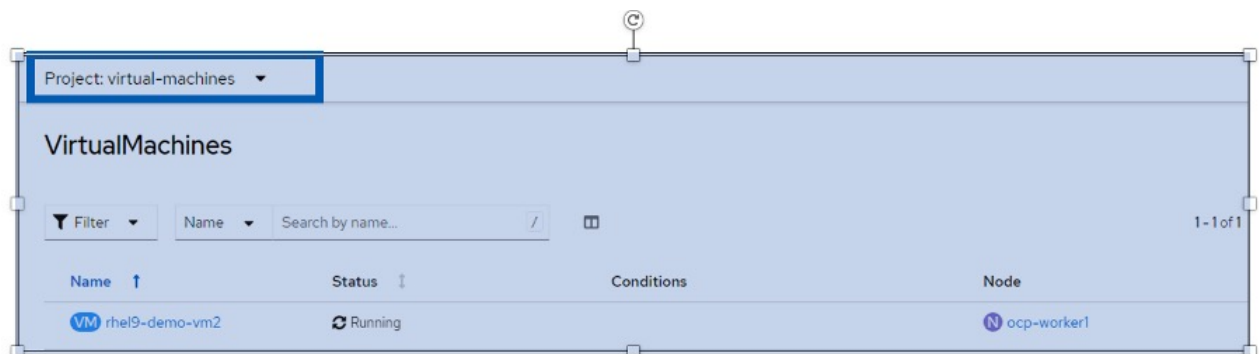 Project: virtual-machines
VirtualMachines
Filter Name Search by name... / 1-1 of 1
Name Status Conditions Node
VM rhel9-demo-vm2 Running N ocp-worker1